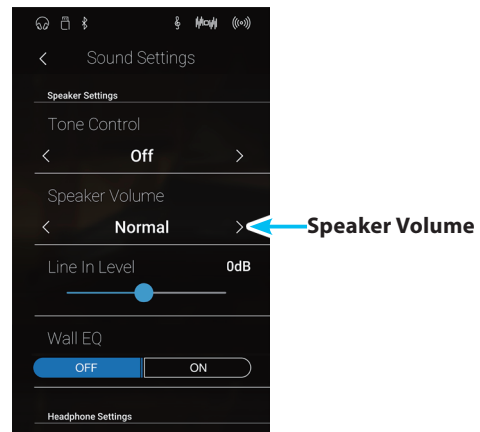 Sound Settings
Speaker Settings
Tone Control
Off
Speaker Volume
Normal
Speaker Volume
Line In Level 0dB
Wall EQ
OFF ON
Headphone Settings